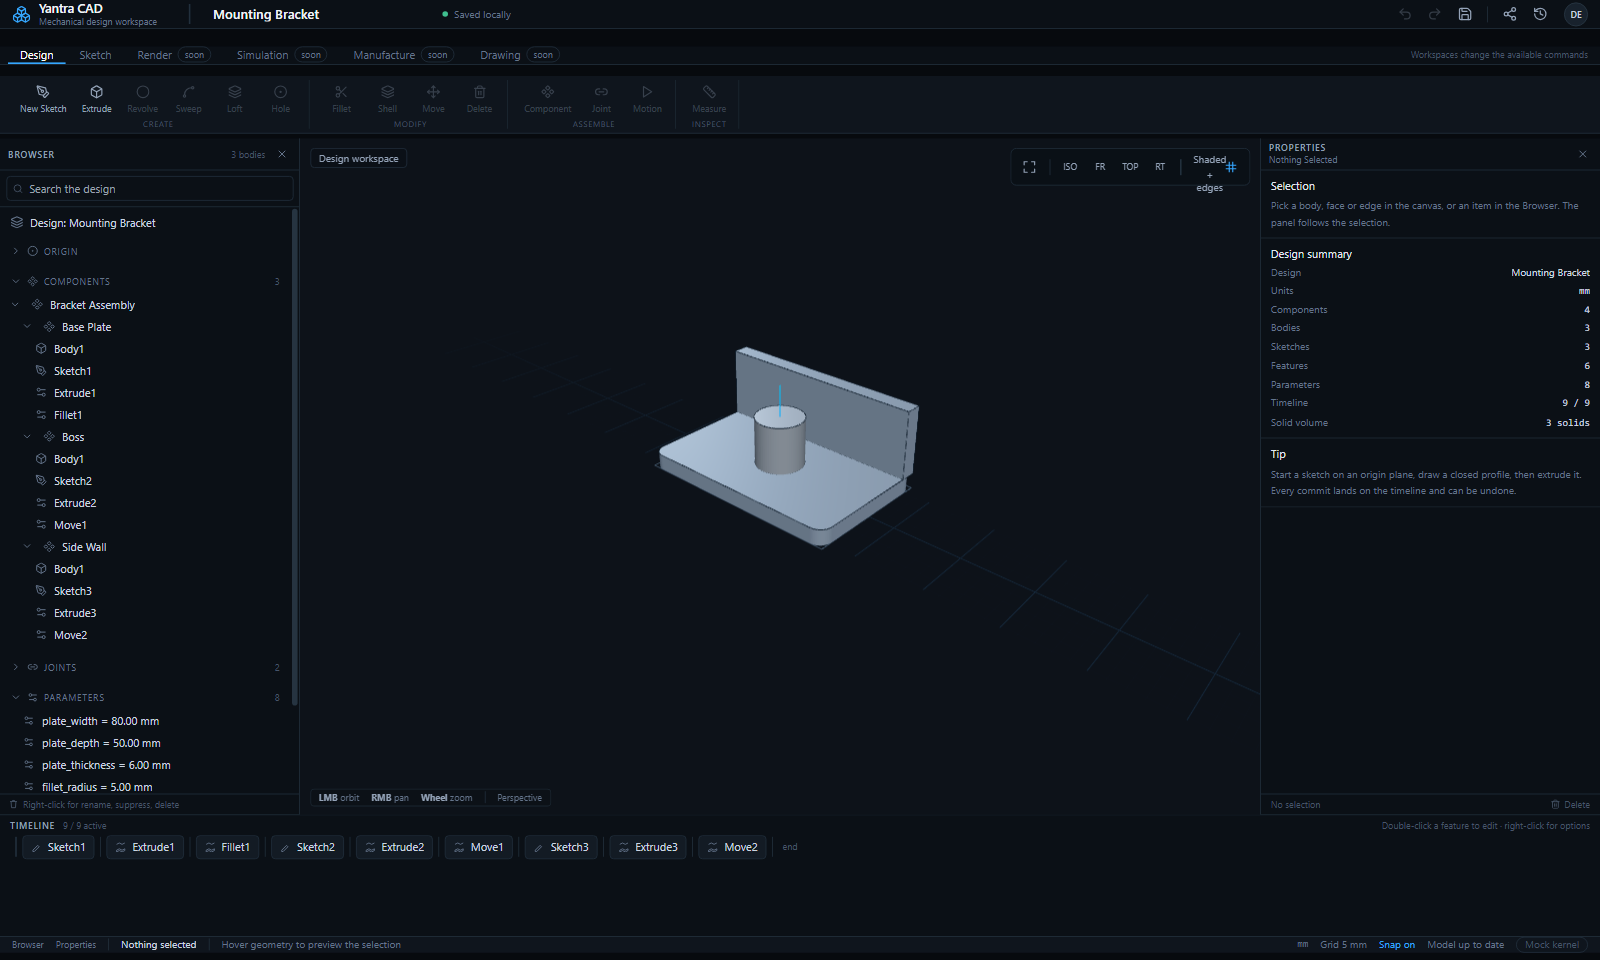 Yantra CAD
Mechanical design workspace
Mounting Bracket
Saved locally
DE
Design
Sketch
Render soon
Simulation soon
Manufacture soon
Drawing soon
Workspaces change the available commands
New Sketch
Extrude
Revolve
Sweep
Loft
Hole
CREATE
Fillet
Shell
Move
Delete
MODIFY
Component
Joint
Motion
ASSEMBLE
Measure
INSPECT
BROWSER
3 bodies
Search the design
Design: Mounting Bracket
ORIGIN
COMPONENTS 3
Bracket Assembly
Base Plate
Body1
Sketch1
Extrude1
Fillet1
Boss
Body1
Sketch2
Extrude2
Move1
Side Wall
Body1
Sketch3
Extrude3
Move2
JOINTS 2
PARAMETERS 8
plate_width = 80.00 mm
plate_depth = 50.00 mm
plate_thickness = 6.00 mm
fillet_radius = 5.00 mm
Right-click for rename, suppress, delete
Design workspace
ISO
FR
TOP
RT
Shaded
+
edges
LMB orbit
RMB pan
Wheel zoom
Perspective
PROPERTIES
Nothing Selected
Selection
Pick a body, face or edge in the canvas, or an item in the Browser. The
panel follows the selection.
Design summary
Design Mounting Bracket
Units mm
Components 4
Bodies 3
Sketches 3
Features 6
Parameters 8
Timeline 9 / 9
Solid volume 3 solids
Tip
Start a sketch on an origin plane, draw a closed profile, then extrude it.
Every commit lands on the timeline and can be undone.
No selection
Delete
TIMELINE 9 / 9 active
Double-click a feature to edit · right-click for options
Sketch1
Extrude1
Fillet1
Sketch2
Extrude2
Move1
Sketch3
Extrude3
Move2
end
Browser
Properties
Nothing selected
Hover geometry to preview the selection
mm
Grid 5 mm
Snap on
Model up to date
Mock kernel